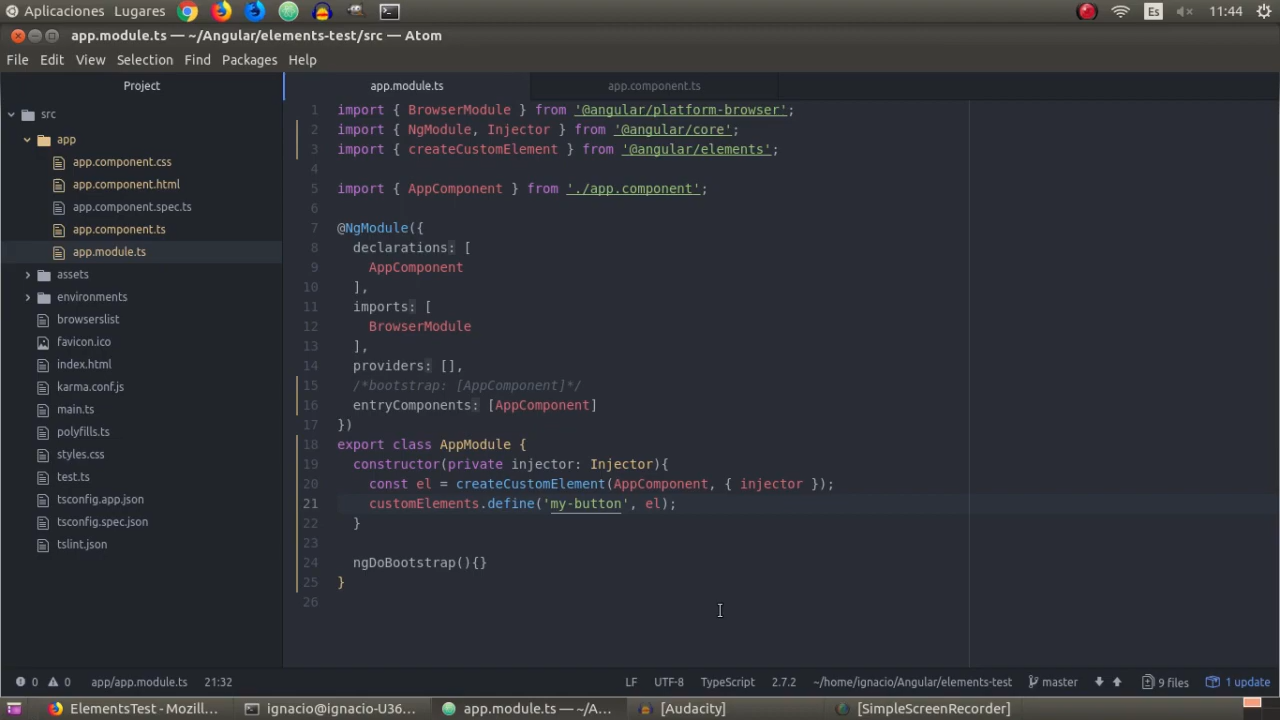 Aplicaciones Lugares Es 11:44
app.module.ts — ~/Angular/elements-test/src — Atom
File Edit View Selection Find Packages Help
Project
src
app
app.component.css
app.component.html
app.component.spec.ts
app.component.ts
app.module.ts
assets
environments
browserslist
favicon.ico
index.html
karma.conf.js
main.ts
polyfills.ts
styles.css
test.ts
tsconfig.app.json
tsconfig.spec.json
tslint.json
app.module.ts app.component.ts
1 import { BrowserModule } from '@angular/platform-browser';
2 import { NgModule, Injector } from '@angular/core';
3 import { createCustomElement } from '@angular/elements';
4
5 import { AppComponent } from './app.component';
6
7 @NgModule({
8 declarations: [
9 AppComponent
10 ],
11 imports: [
12 BrowserModule
13 ],
14 providers: [],
15 /*bootstrap: [AppComponent]*/
16 entryComponents: [AppComponent]
17 })
18 export class AppModule {
19 constructor(private injector: Injector){
20 const el = createCustomElement(AppComponent, { injector });
21 customElements.define('my-button', el);
22 }
23
24 ngDoBootstrap(){}
25 }
26
0 0 app/app.module.ts 21:32 LF UTF-8 TypeScript 2.7.2 ~/home/ignacio/Angular/elements-test master 9 files 1 update
ElementsTest - Mozill... ignacio@ignacio-U36... app.module.ts — ~/A... [Audacity] [SimpleScreenRecorder]